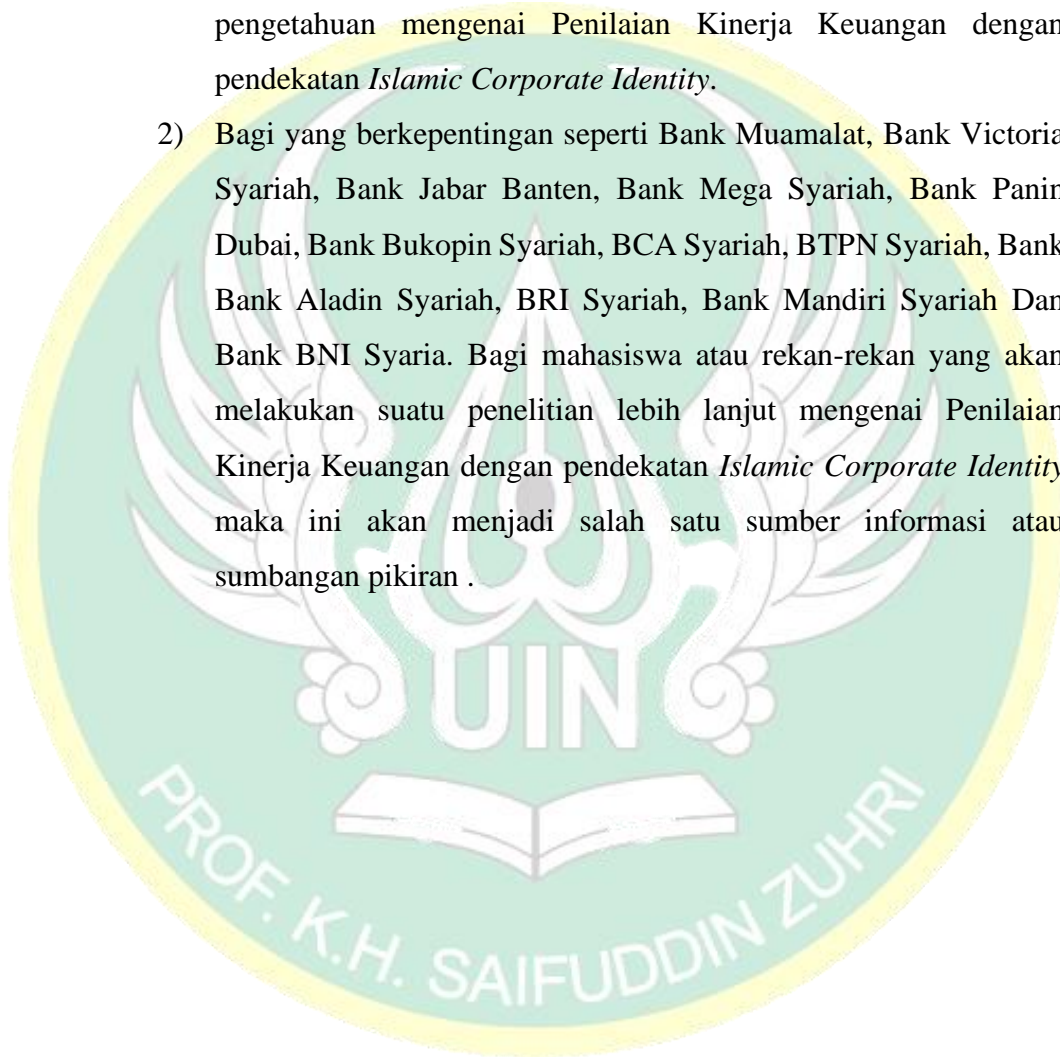 pengetahuan mengenai Penilaian Kinerja Keuangan dengan
pendekatan Islamic Corporate Identity.
2) Bagi yang berkepentingan seperti Bank Muamalat, Bank Victoria
Syariah, Bank Jabar Banten, Bank Mega Syariah, Bank Panin
Dubai, Bank Bukopin Syariah, BCA Syariah, BTPN Syariah, Bank
Bank Aladin Syariah, BRI Syariah, Bank Mandiri Syariah Dan
Bank BNI Syaria. Bagi mahasiswa atau rekan-rekan yang akan
melakukan suatu penelitian lebih lanjut mengenai Penilaian
Kinerja Keuangan dengan pendekatan Islamic Corporate Identity
maka ini akan menjadi salah satu sumber informasi atau
sumbangan pikiran .
UIN
PROF. K.H. SAIFUDDIN ZUHRI